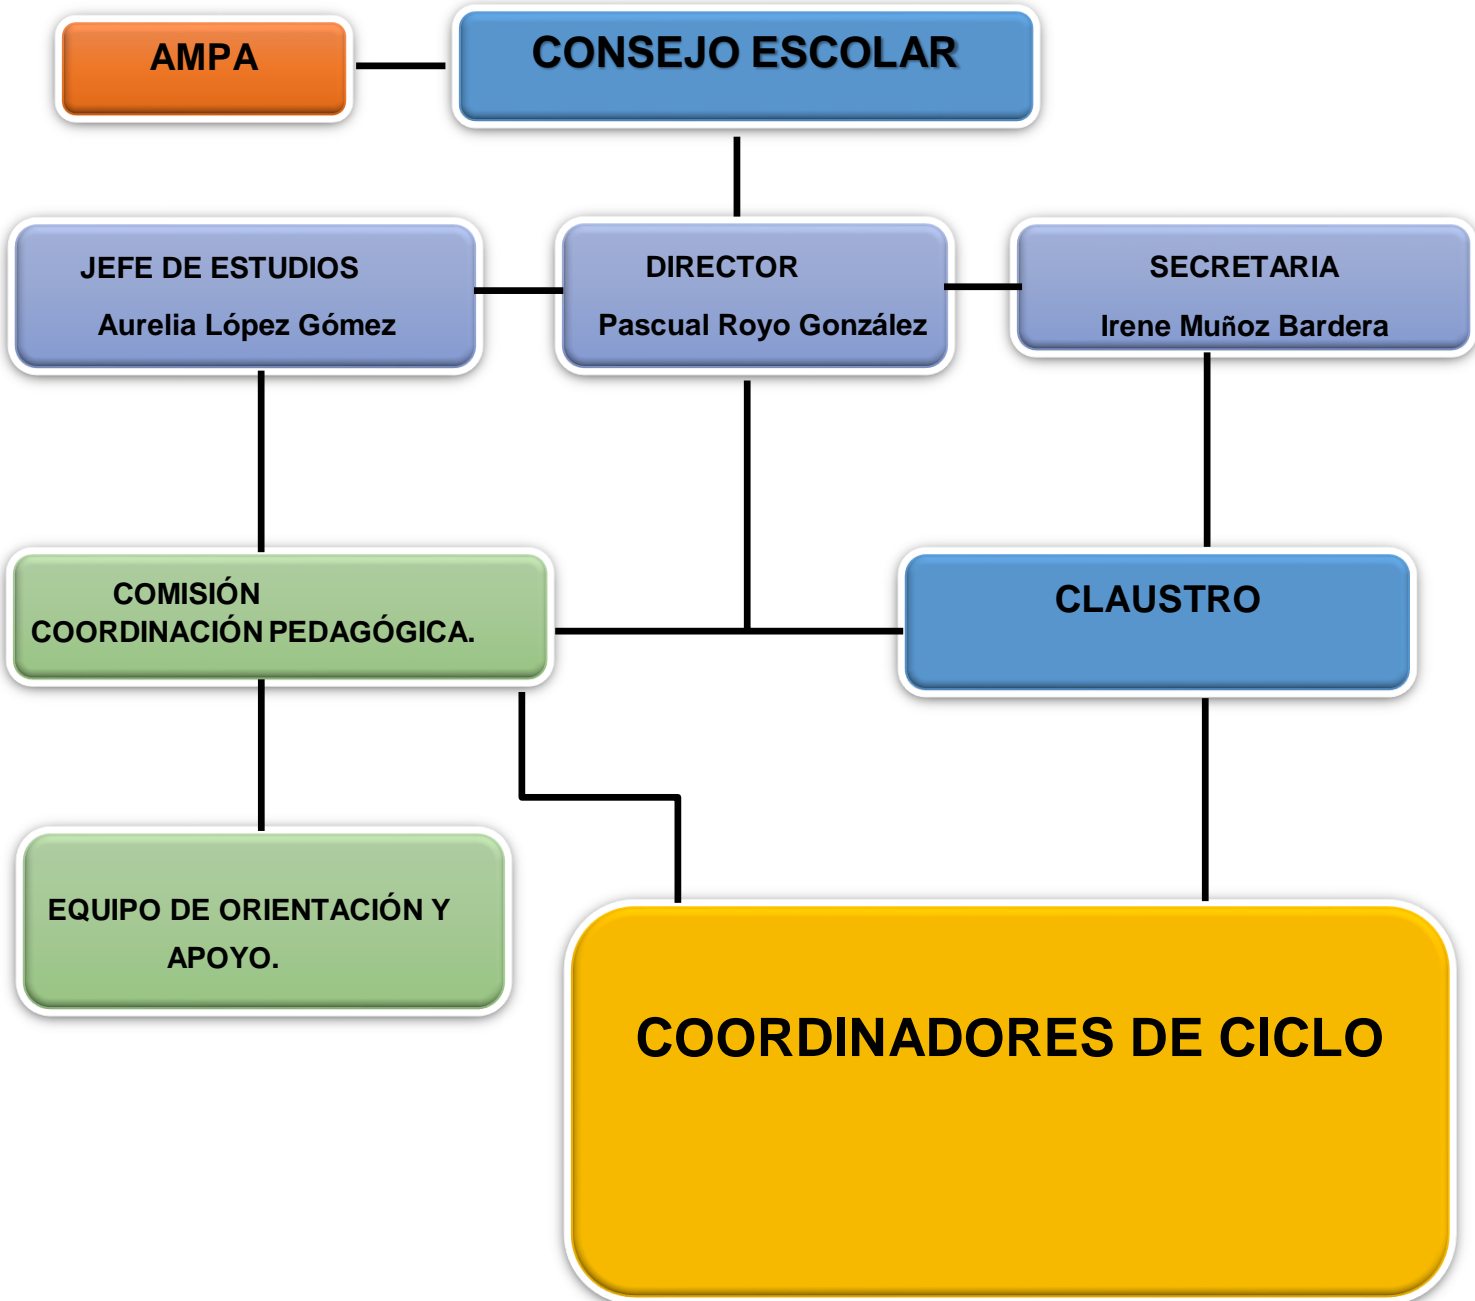 AMPA
CONSEJO ESCOLAR
JEFE DE ESTUDIOS
Aurelia López Gómez
DIRECTOR
Pascual Royo González
SECRETARIA
Irene Muñoz Bardera
COMISIÓN
COORDINACIÓN PEDAGÓGICA.
CLAUSTRO
EQUIPO DE ORIENTACIÓN Y
APOYO.
COORDINADORES DE CICLO